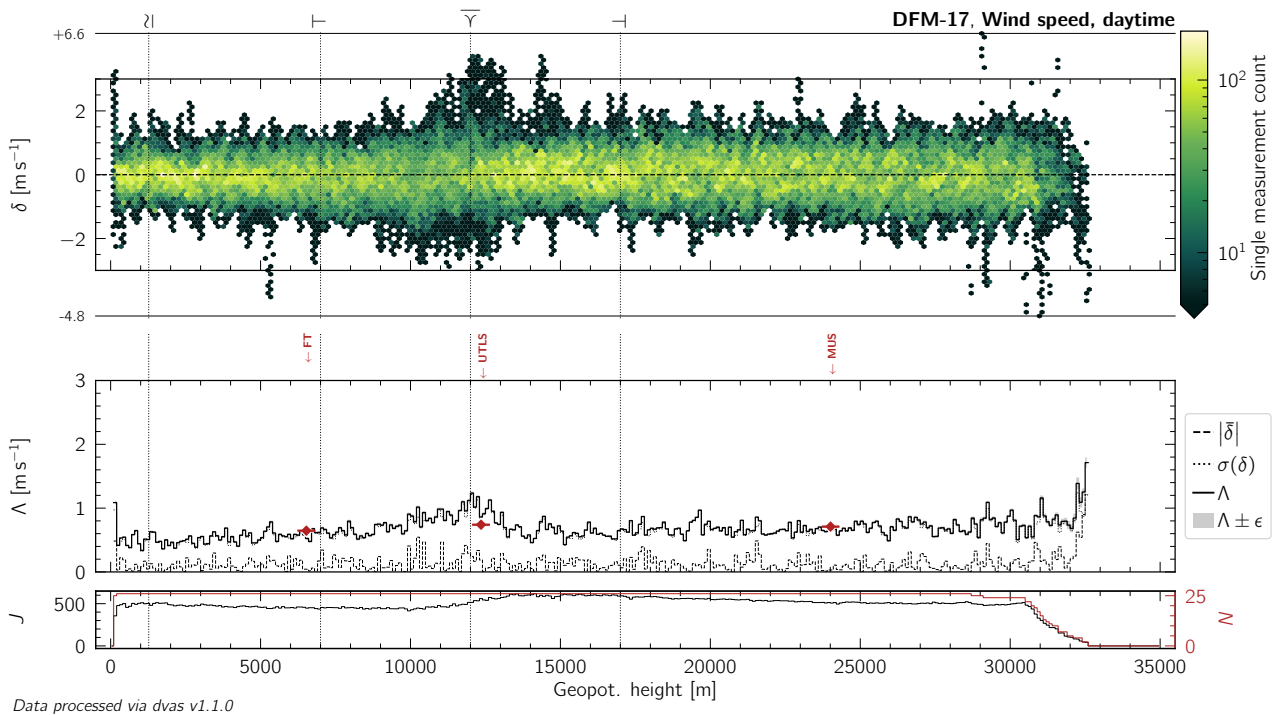 DFM-17, Wind speed, daytime
+6.6
2
0
−2
-4.8
δ [m s⁻¹]
10²
10¹
Single measurement count
FT
UTLS
MUS
3
2
1
0
Λ [m s⁻¹]
|δ̄|
σ(δ)
Λ
Λ ± ϵ
500
0
J
25
0
N
0 5000 10000 15000 20000 25000 30000 35000
Geopot. height [m]
Data processed via dvas v1.1.0